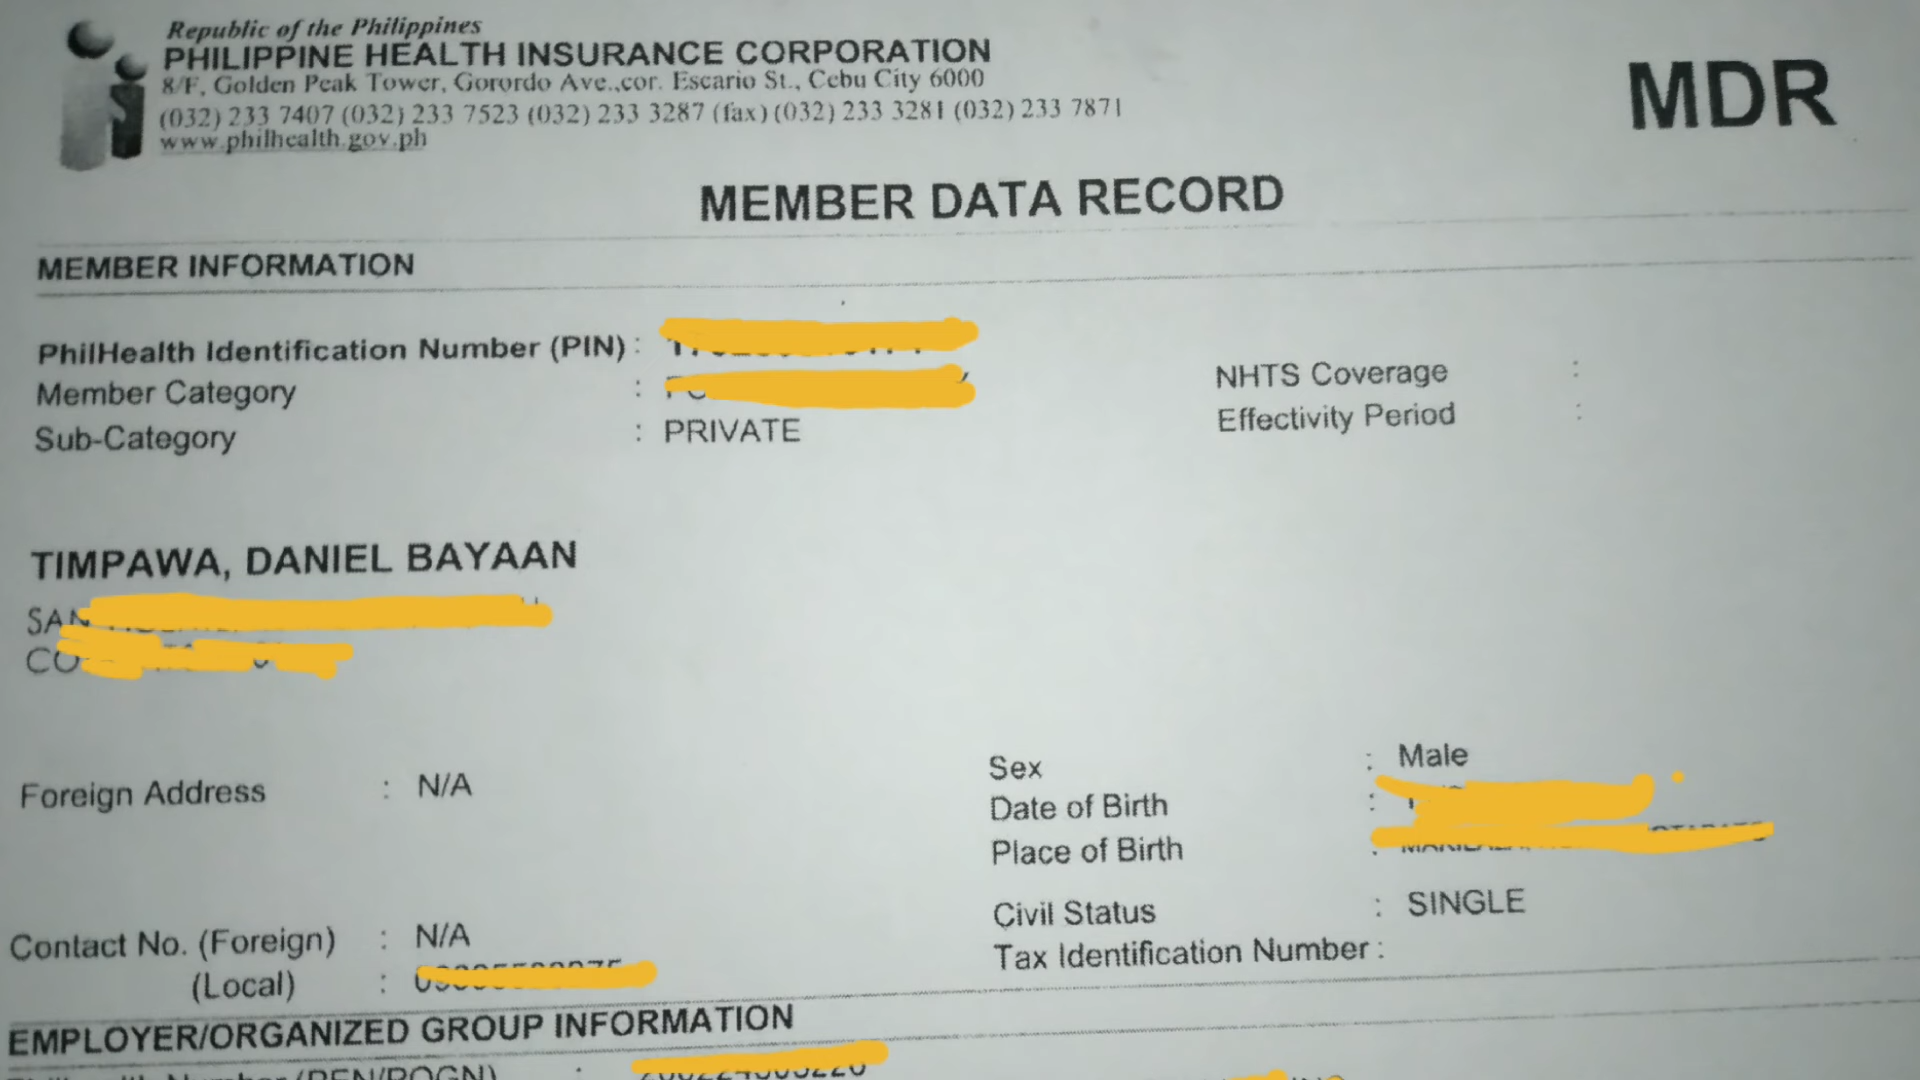 Republic of the Philippines
PHILIPPINE HEALTH INSURANCE CORPORATION
8/F, Golden Peak Tower, Gorordo Ave.,cor. Escario St., Cebu City 6000
(032) 233 7407 (032) 233 7523 (032) 233 3287 (fax) (032) 233 3281 (032) 233 7871
www.philhealth.gov.ph
MDR
MEMBER DATA RECORD
MEMBER INFORMATION
PhilHealth Identification Number (PIN) :
Member Category :
Sub-Category : PRIVATE
NHTS Coverage :
Effectivity Period :
TIMPAWA, DANIEL BAYAAN
Foreign Address : N/A
Sex : Male
Date of Birth :
Place of Birth :
Civil Status : SINGLE
Tax Identification Number :
Contact No. (Foreign) : N/A
(Local) :
EMPLOYER/ORGANIZED GROUP INFORMATION